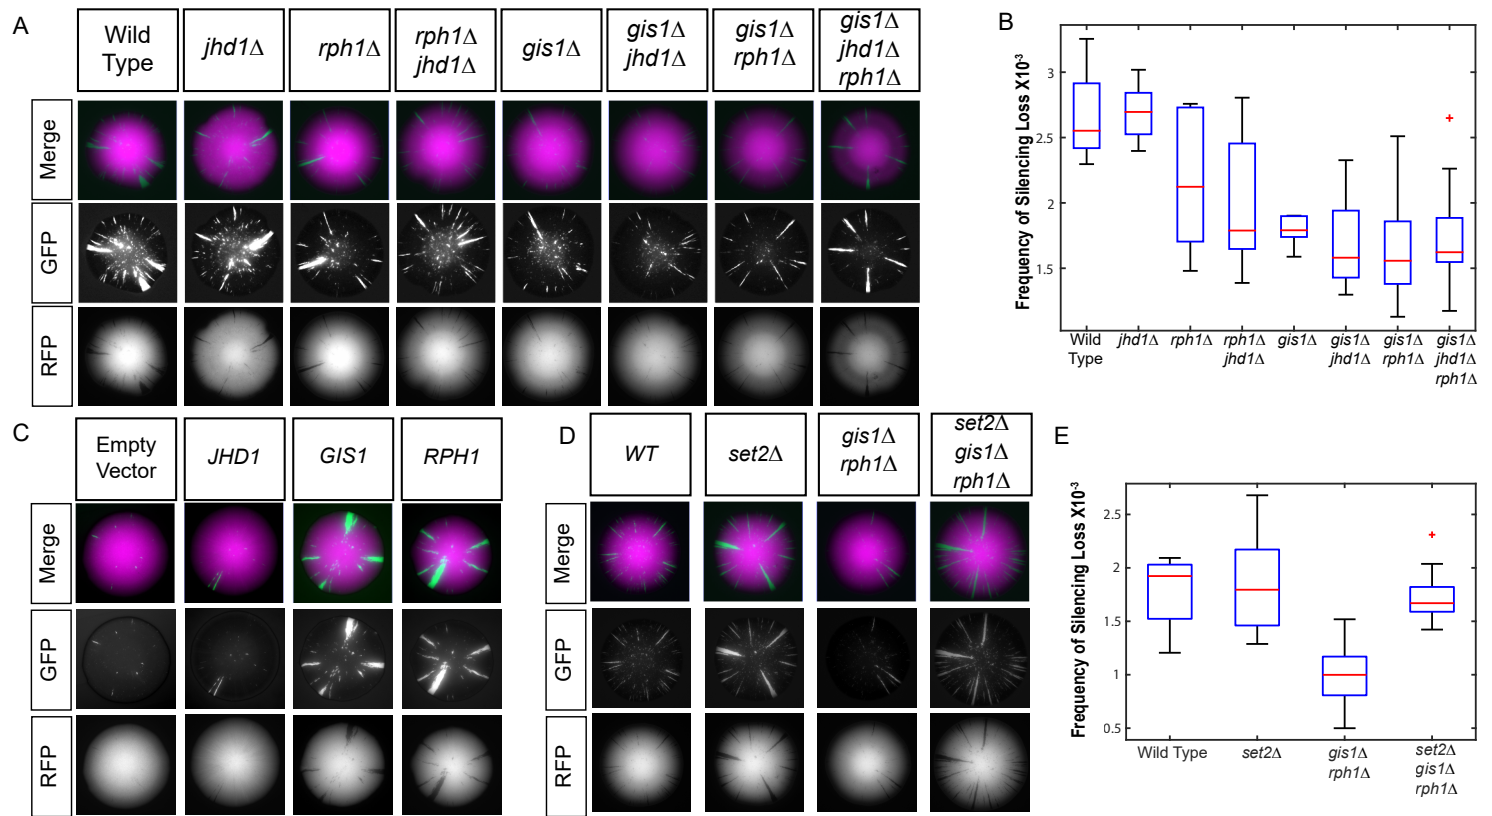 A
Wild
Type
jhd1Δ
rph1Δ
rph1Δ
jhd1Δ
gis1Δ
gis1Δ
jhd1Δ
gis1Δ
rph1Δ
gis1Δ
jhd1Δ
rph1Δ
Merge
GFP
RFP
B
Frequency of Silencing Loss X10-3
3
2.5
2
1.5
Wild
Type
jhd1Δ
rph1Δ
rph1Δ
jhd1Δ
gis1Δ
gis1Δ
jhd1Δ
gis1Δ
rph1Δ
gis1Δ
jhd1Δ
rph1Δ
C
Empty
Vector
JHD1
GIS1
RPH1
Merge
GFP
RFP
D
WT
set2Δ
gis1Δ
rph1Δ
set2Δ
gis1Δ
rph1Δ
Merge
GFP
RFP
E
Frequency of Silencing Loss X10-3
2.5
2
1.5
1
0.5
Wild Type
set2Δ
gis1Δ
rph1Δ
set2Δ
gis1Δ
rph1Δ